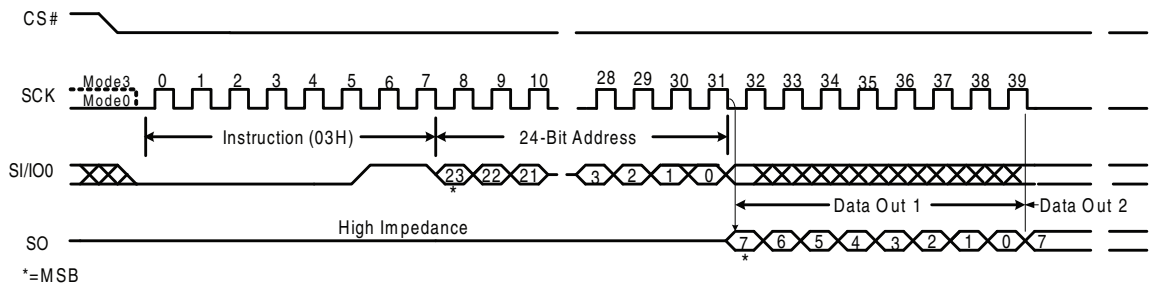 CS#
Mode3 0 1 2 3 4 5 6 7 8 9 10 28 29 30 31 32 33 34 35 36 37 38 39
SCK
Mode0
Instruction (03H) 24-Bit Address
SI/IO0
23 22 21 3 2 1 0
*
Data Out 1 Data Out 2
High Impedance
SO
7 6 5 4 3 2 1 0 7
*
*=MSB